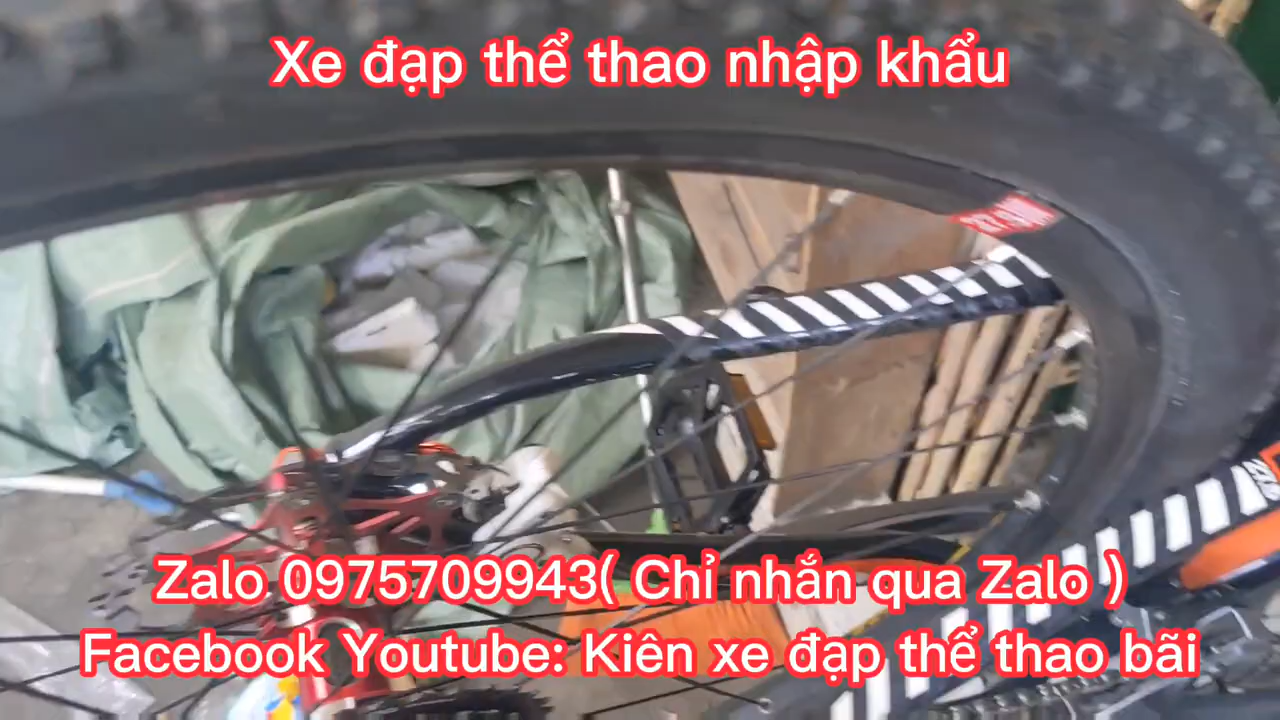 Xe đạp thể thao nhập khẩu
Zalo 0975709943( Chỉ nhắn qua Zalo )
Facebook Youtube: Kiên xe đạp thể thao bãi